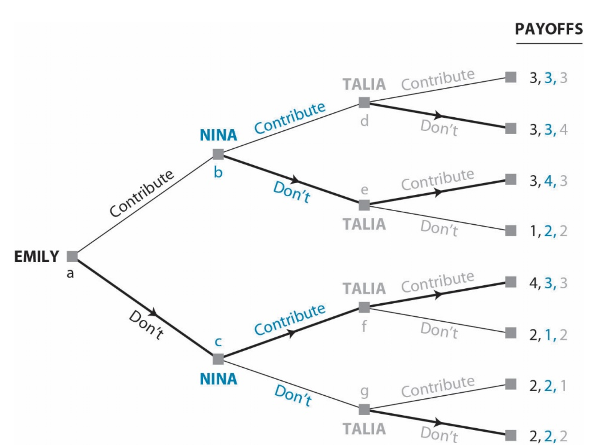 PAYOFFS
TALIA Contribute 3, 3, 3
d Don't 3, 3, 4
NINA Contribute
b Don't
e Contribute 3, 4, 3
TALIA Don't 1, 2, 2
Contribute
EMILY
a
Don't
TALIA Contribute 4, 3, 3
f Don't 2, 1, 2
c Contribute
NINA Don't
g Contribute 2, 2, 1
TALIA Don't 2, 2, 2